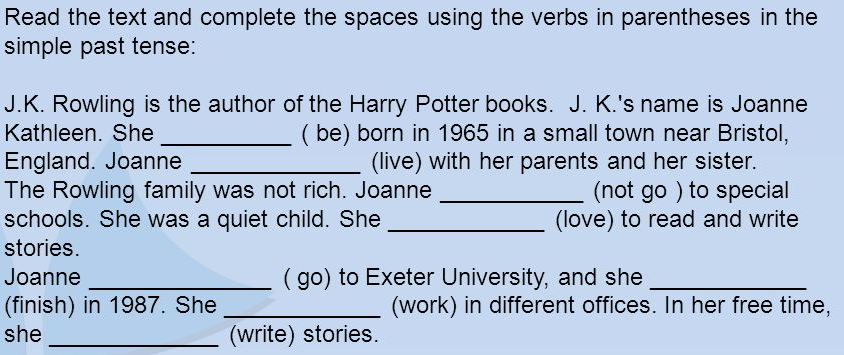 Read the text and complete the spaces using the verbs in parentheses in the
simple past tense:
J.K. Rowling is the author of the Harry Potter books.  J. K.'s name is Joanne
Kathleen. She __________ ( be) born in 1965 in a small town near Bristol,
England. Joanne _____________ (live) with her parents and her sister.
The Rowling family was not rich. Joanne ___________ (not go ) to special
schools. She was a quiet child. She ____________ (love) to read and write
stories.
Joanne ______________ ( go) to Exeter University, and she ____________
(finish) in 1987. She ____________ (work) in different offices. In her free time,
she _____________ (write) stories.